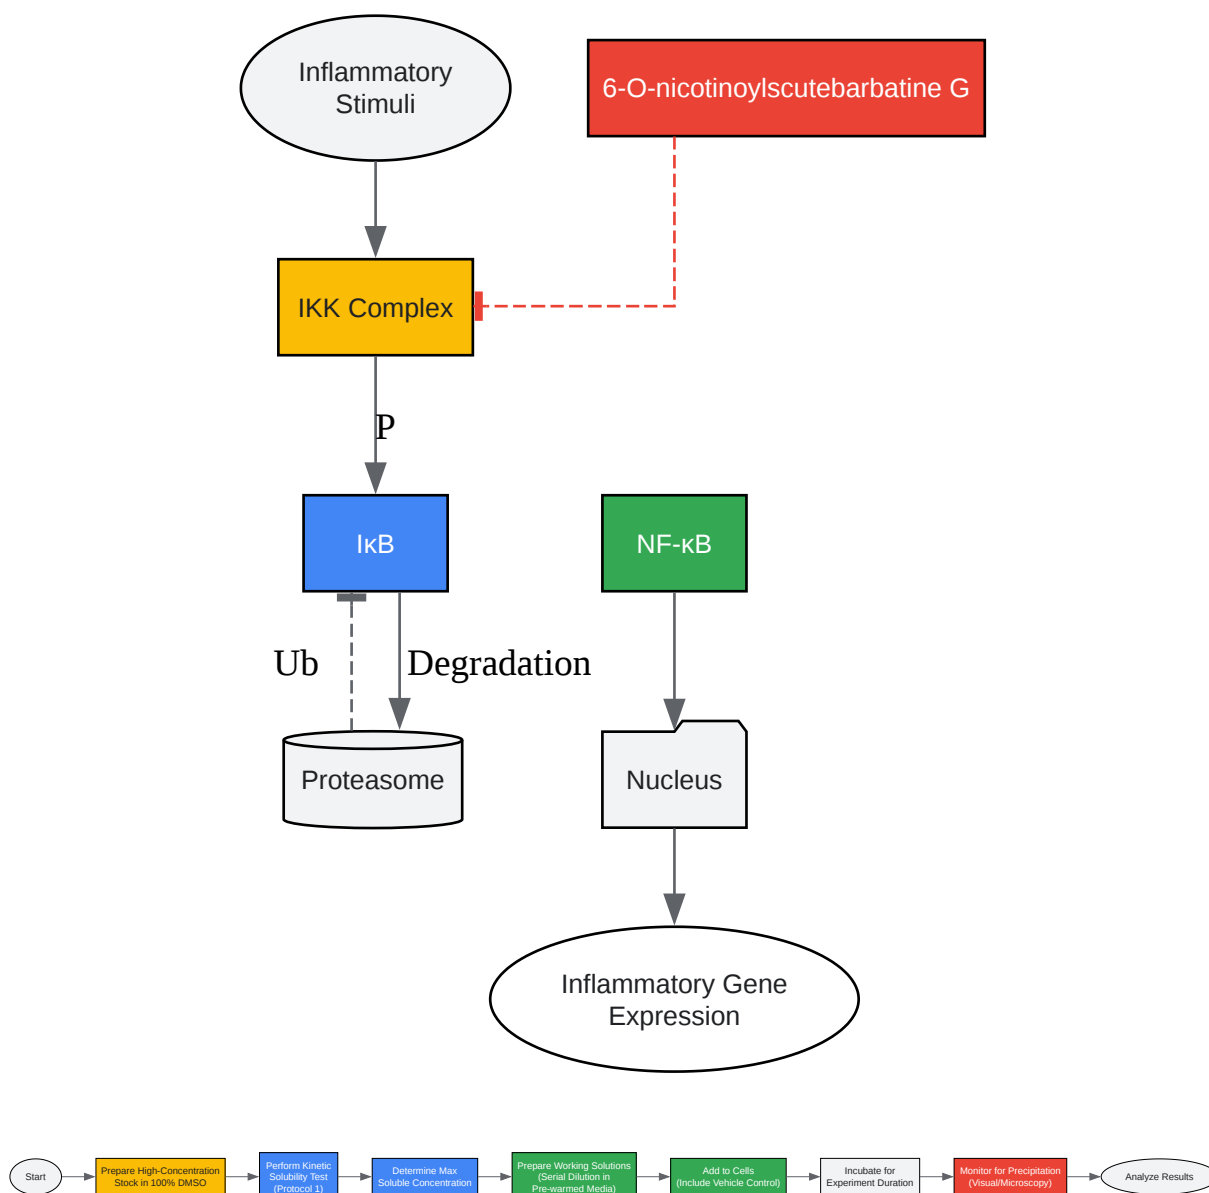 Inflammatory
Stimuli
6-O-nicotinoylscutebarbatine G
IKK Complex
P
IκB
NF-κB
Ub
Degradation
Proteasome
Nucleus
Inflammatory Gene
Expression
Start
Prepare High-Concentration
Stock in 100% DMSO
Perform Kinetic
Solubility Test
(Protocol 1)
Determine Max
Soluble Concentration
Prepare Working Solutions
(Serial Dilution in
Pre-warmed Media)
Add to Cells
(Include Vehicle Control)
Incubate for
Experiment Duration
Monitor for Precipitation
(Visual/Microscopy)
Analyze Results